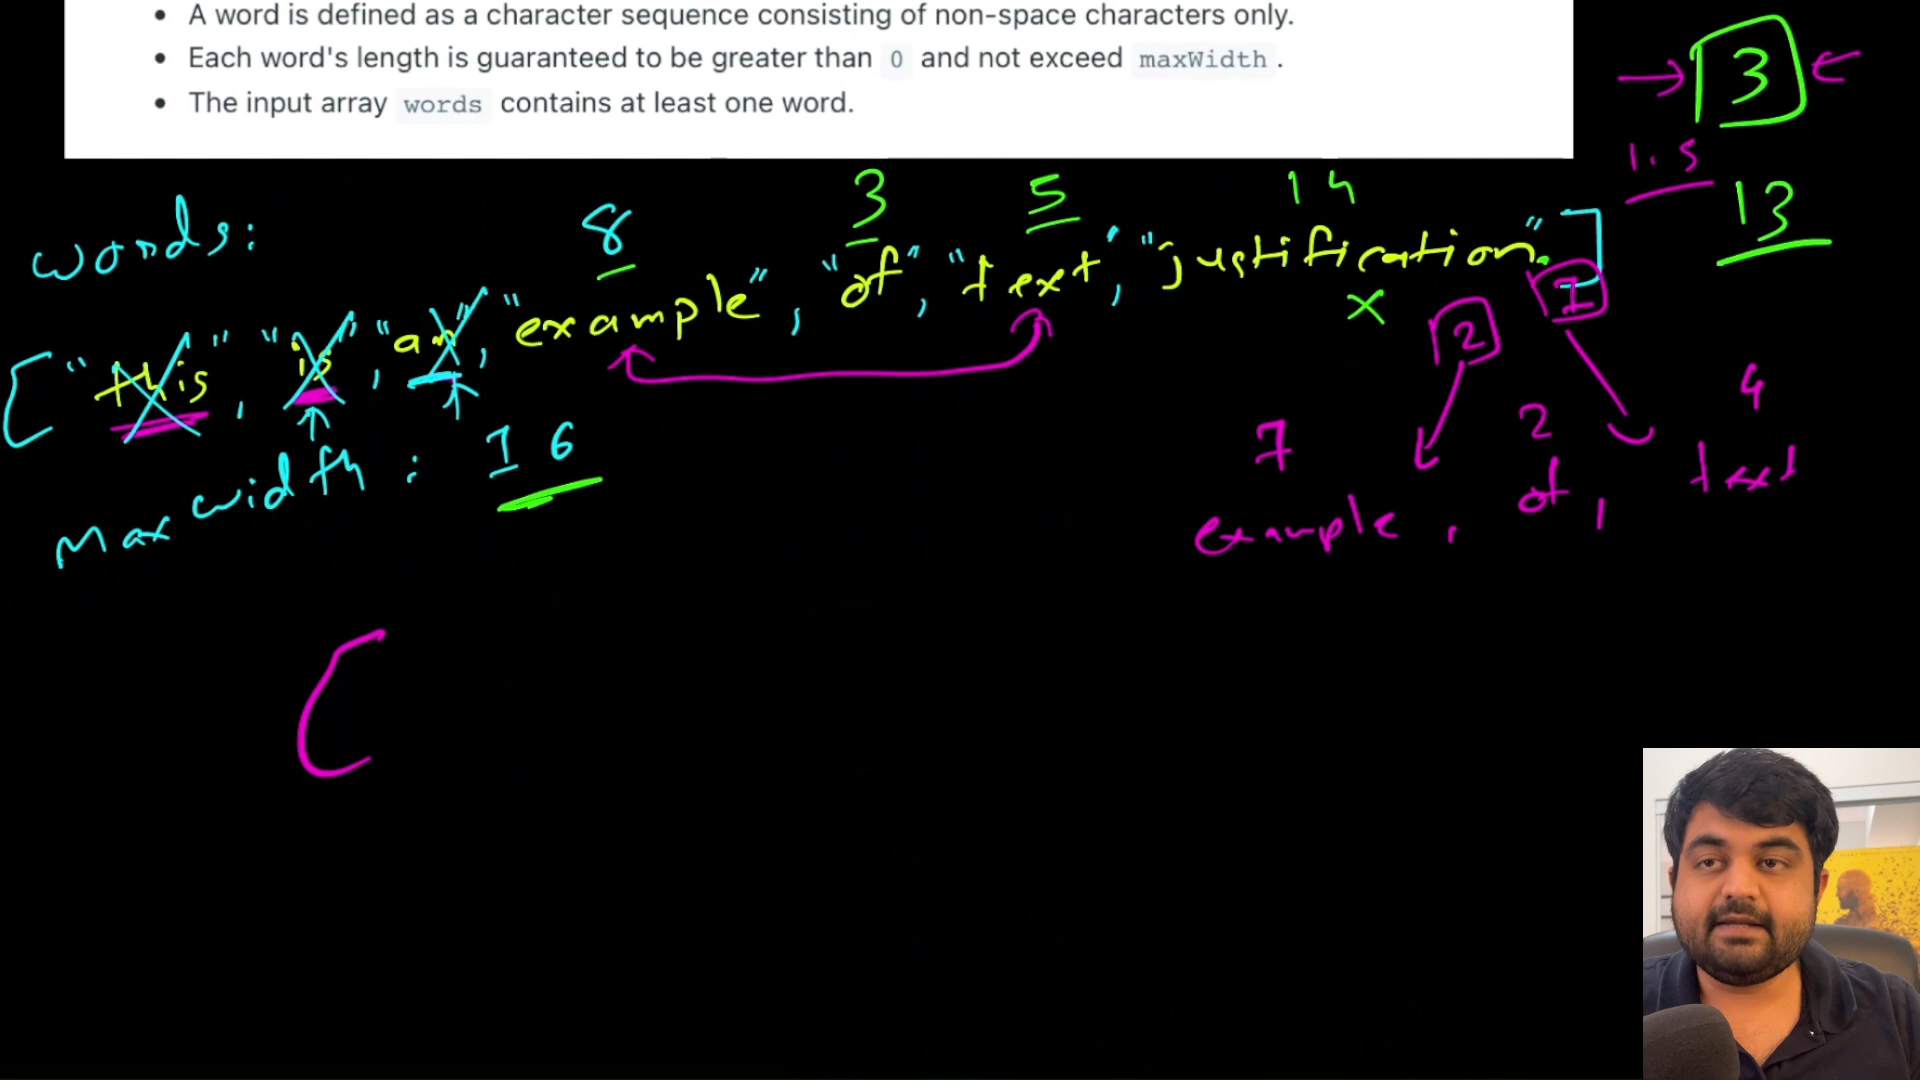 • A word is defined as a character sequence consisting of non-space characters only.
• Each word's length is guaranteed to be greater than 0 and not exceed maxWidth .
• The input array words contains at least one word.
3
1.5
13
words:
8 3 5 14
["this", "is", "an", "example", "of", "text", "justification."]
X
2 1
maxwidth : 16
7 2 4
example, of, text
[